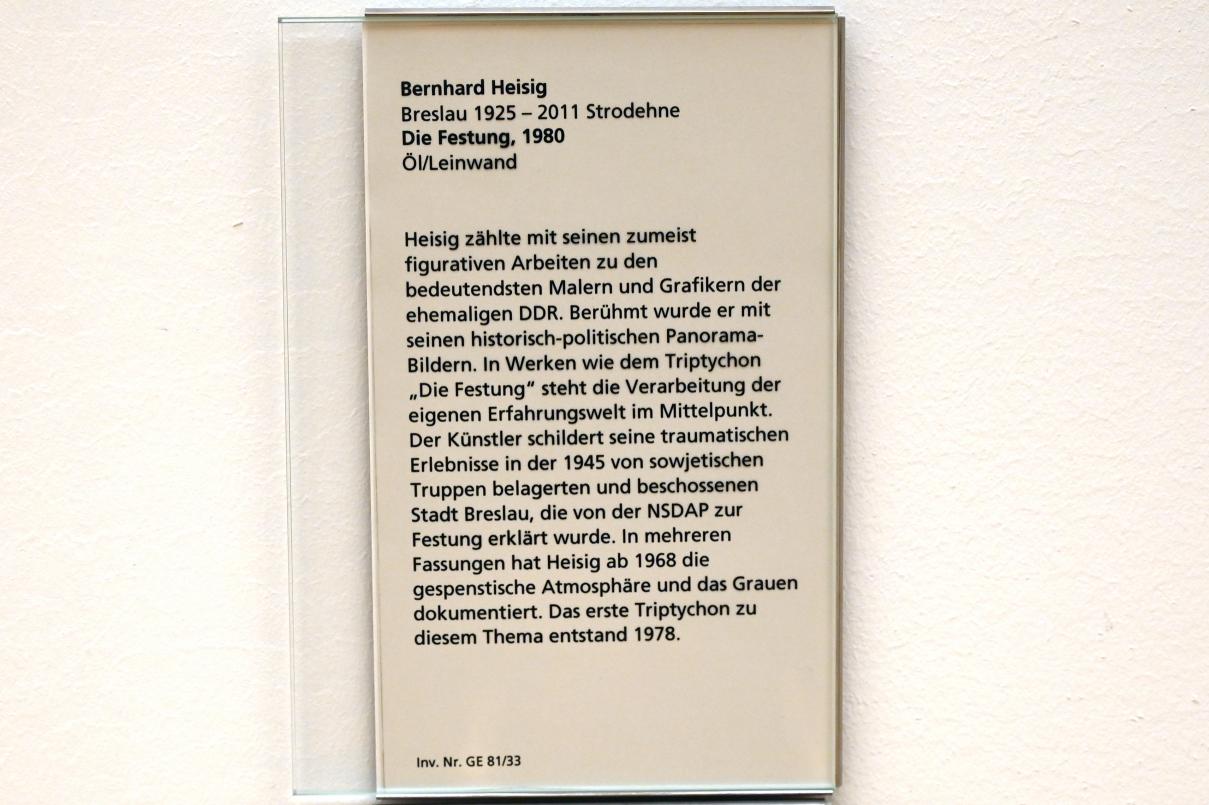 Bernhard Heisig
Breslau 1925 – 2011 Strodehne
Die Festung, 1980
Öl/Leinwand
Heisig zählte mit seinen zumeist
figurativen Arbeiten zu den
bedeutendsten Malern und Grafikern der
ehemaligen DDR. Berühmt wurde er mit
seinen historisch-politischen Panorama-
Bildern. In Werken wie dem Triptychon
„Die Festung“ steht die Verarbeitung der
eigenen Erfahrungswelt im Mittelpunkt.
Der Künstler schildert seine traumatischen
Erlebnisse in der 1945 von sowjetischen
Truppen belagerten und beschossenen
Stadt Breslau, die von der NSDAP zur
Festung erklärt wurde. In mehreren
Fassungen hat Heisig ab 1968 die
gespenstische Atmosphäre und das Grauen
dokumentiert. Das erste Triptychon zu
diesem Thema entstand 1978.
Inv. Nr. GE 81/33